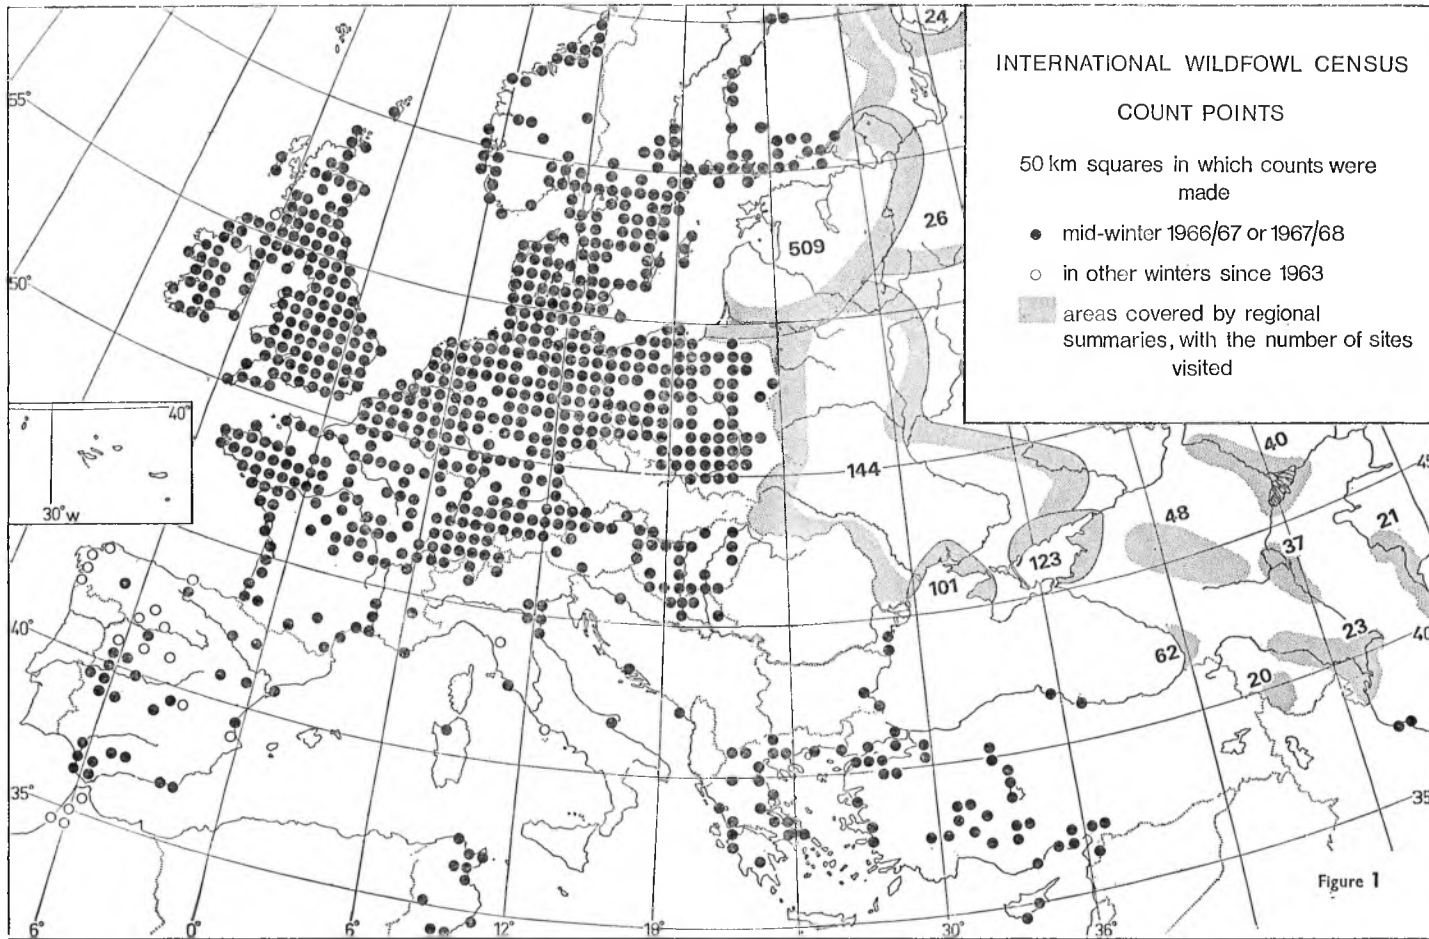 INTERNATIONAL WILDFOWL CENSUS
COUNT POINTS
50 km squares in which counts were
made
● mid-winter 1966/67 or 1967/68
○ in other winters since 1963
areas covered by regional
summaries, with the number of sites
visited
24
26
509
144
40
48
37
21
123
101
62
23
20
55°
50°
40°
35°
45
40
35
40°
30°W
6°
0°
6°
12°
18°
30°
36°
Figure 1